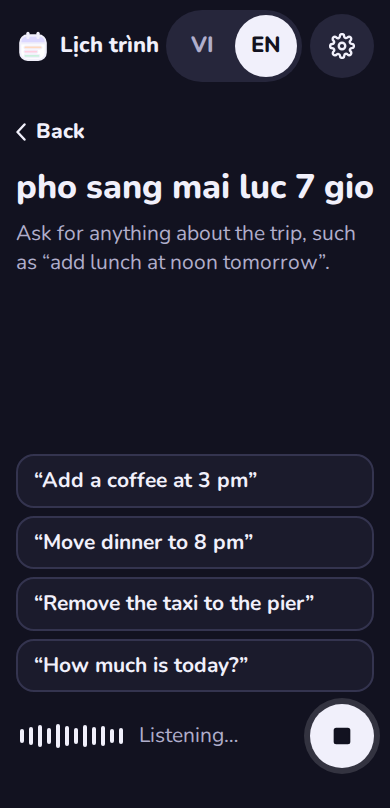 Lịch trình
VI
EN
Back
pho sang mai luc 7 gio
Ask for anything about the trip, such
as “add lunch at noon tomorrow”.
“Add a coffee at 3 pm”
“Move dinner to 8 pm”
“Remove the taxi to the pier”
“How much is today?”
Listening...